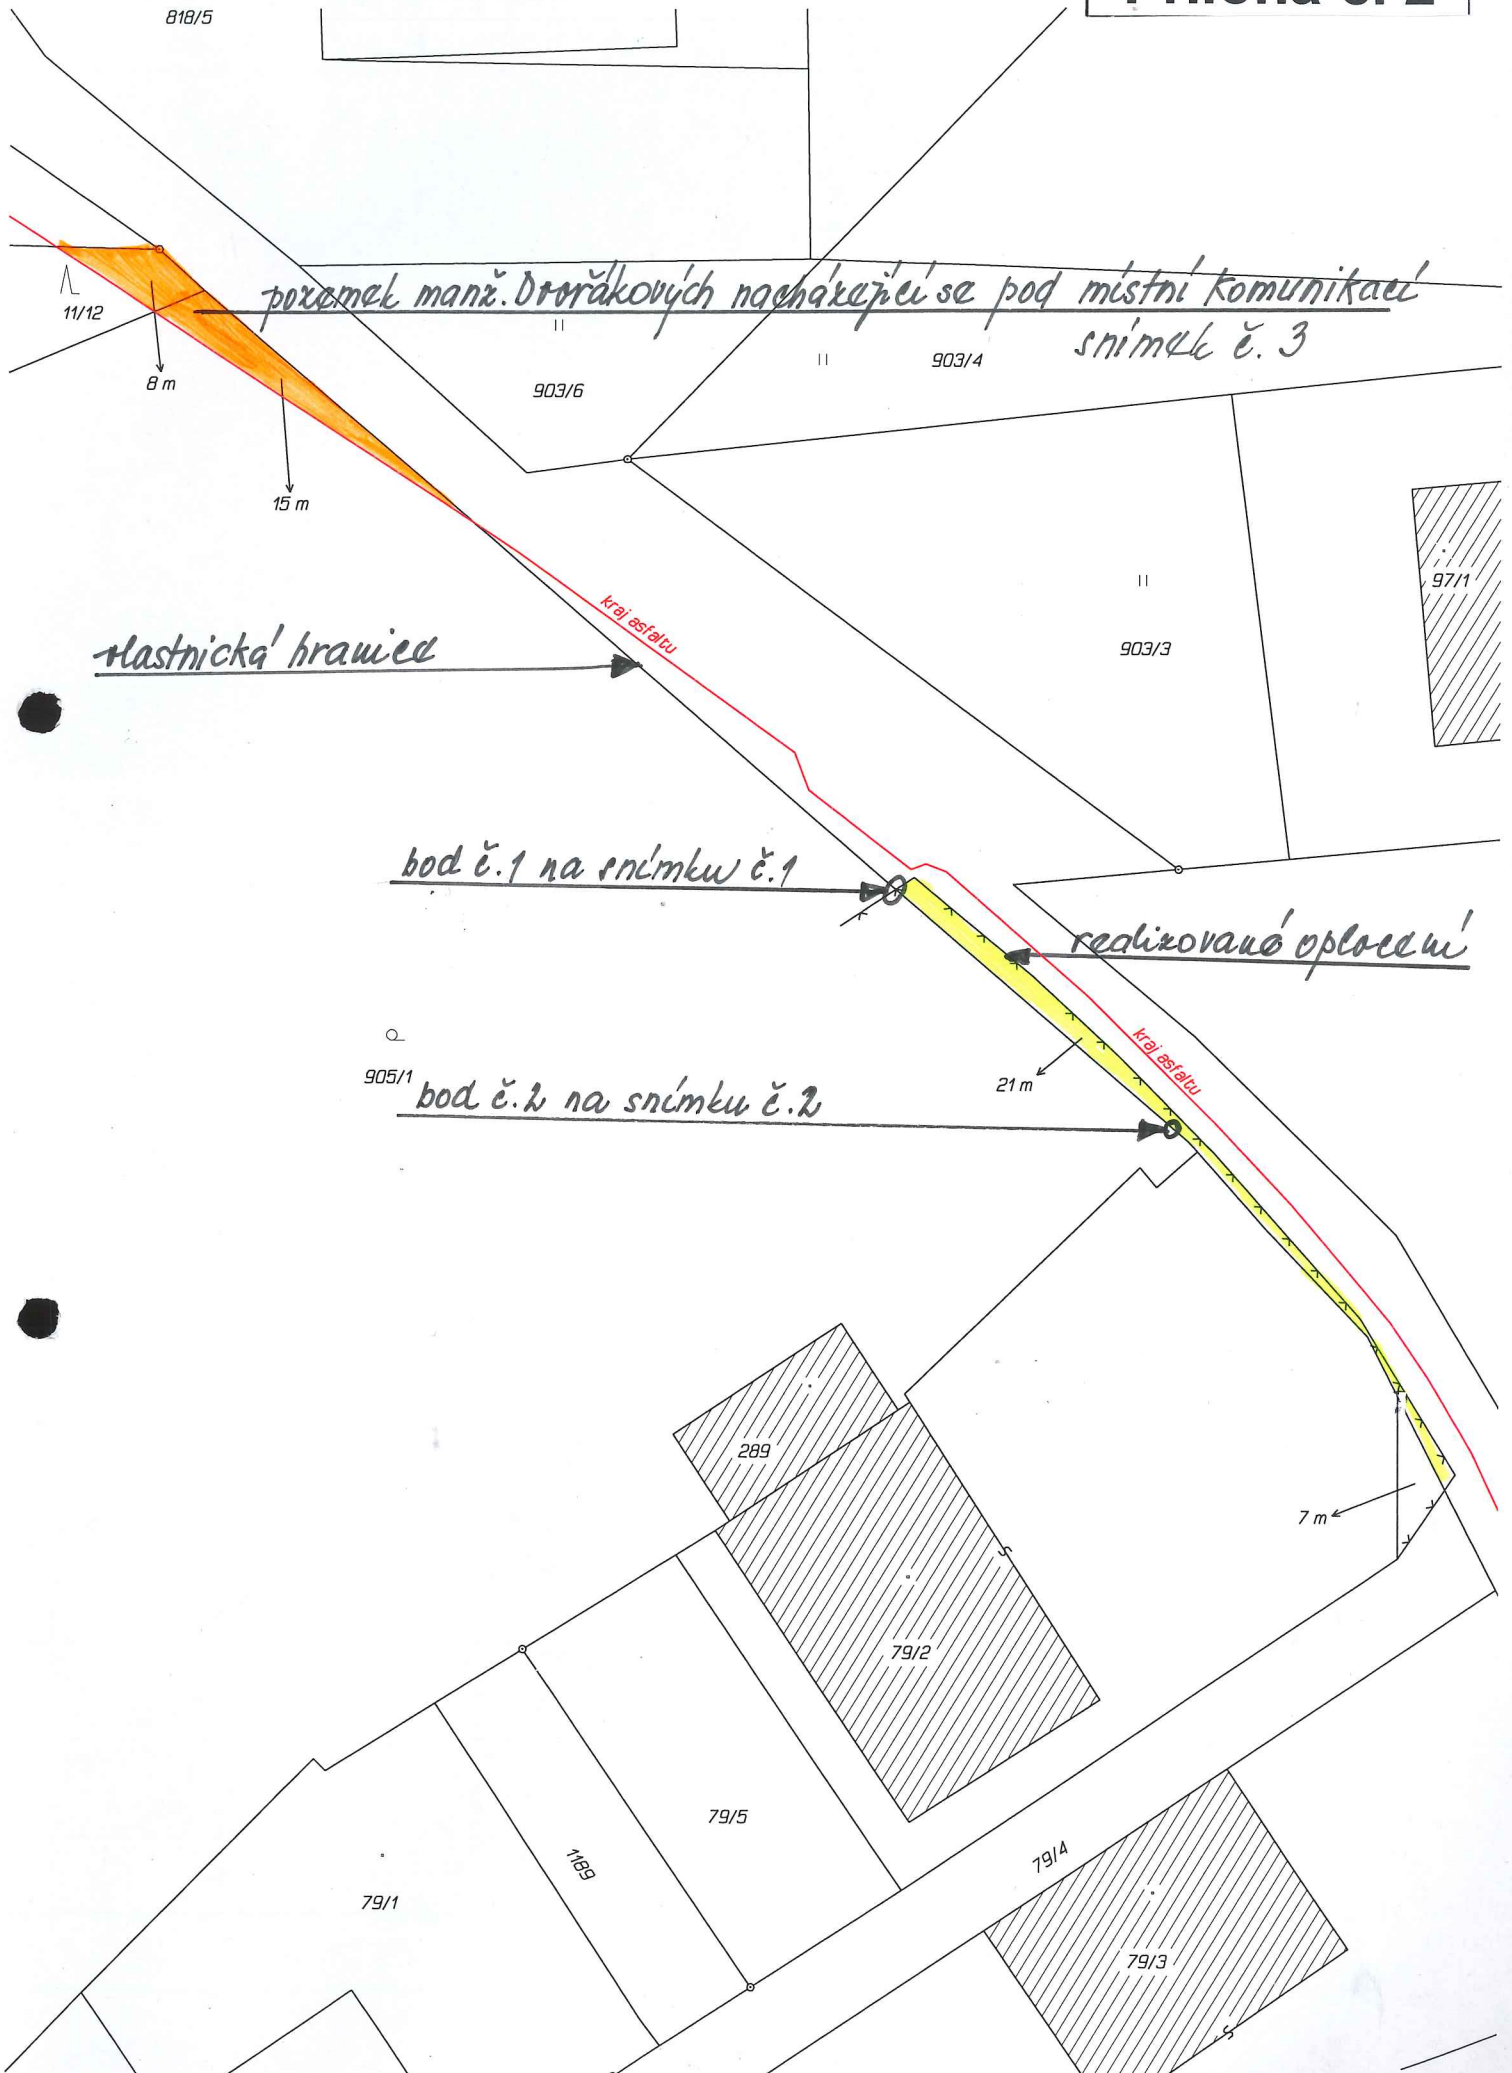 Příloha č. 2
818/5
pozemek manž. Dvořákových nacházející se pod místní komunikací
snímek č. 3
11/12
8 m
903/6
903/4
15 m
97/1
kraj asfaltu
903/3
vlastnická hranice
bod č.1 na snímku č.1
realizované oplocení
905/1
kraj asfaltu
21 m
bod č.2 na snímku č.2
289
7 m
79/2
79/5
79/4
1189
79/1
79/3